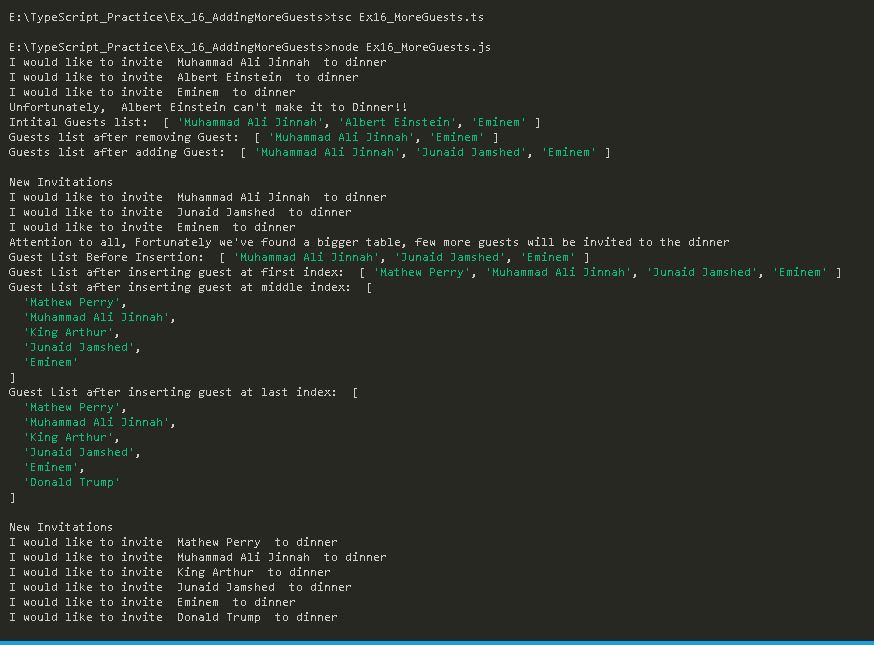 E:\TypeScript_Practice\Ex_16_AddingMoreGuests>tsc Ex16_MoreGuests.ts
E:\TypeScript_Practice\Ex_16_AddingMoreGuests>node Ex16_MoreGuests.js
I would like to invite  Muhammad Ali Jinnah  to dinner
I would like to invite  Albert Einstein  to dinner
I would like to invite  Eminem  to dinner
Unfortunately,  Albert Einstein can't make it to Dinner!!
Intital Guests list:  [ 'Muhammad Ali Jinnah', 'Albert Einstein', 'Eminem' ]
Guests list after removing Guest:  [ 'Muhammad Ali Jinnah', 'Eminem' ]
Guests list after adding Guest:  [ 'Muhammad Ali Jinnah', 'Junaid Jamshed', 'Eminem' ]
New Invitations
I would like to invite  Muhammad Ali Jinnah  to dinner
I would like to invite  Junaid Jamshed  to dinner
I would like to invite  Eminem  to dinner
Attention to all, Fortunately we've found a bigger table, few more guests will be invited to the dinner
Guest List Before Insertion:  [ 'Muhammad Ali Jinnah', 'Junaid Jamshed', 'Eminem' ]
Guest List after inserting guest at first index:  [ 'Mathew Perry', 'Muhammad Ali Jinnah', 'Junaid Jamshed', 'Eminem' ]
Guest List after inserting guest at middle index:  [
  'Mathew Perry',
  'Muhammad Ali Jinnah',
  'King Arthur',
  'Junaid Jamshed',
  'Eminem'
]
Guest List after inserting guest at last index:  [
  'Mathew Perry',
  'Muhammad Ali Jinnah',
  'King Arthur',
  'Junaid Jamshed',
  'Eminem',
  'Donald Trump'
]
New Invitations
I would like to invite  Mathew Perry  to dinner
I would like to invite  Muhammad Ali Jinnah  to dinner
I would like to invite  King Arthur  to dinner
I would like to invite  Junaid Jamshed  to dinner
I would like to invite  Eminem  to dinner
I would like to invite  Donald Trump  to dinner